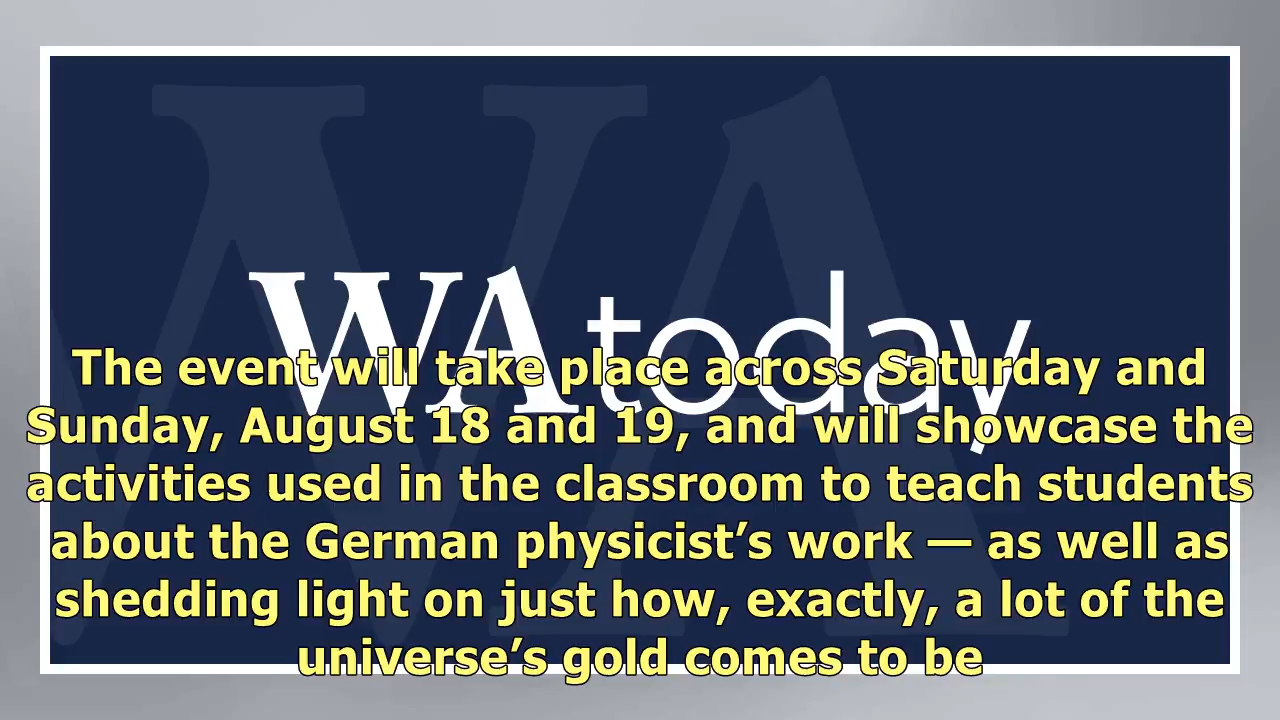 WAtoday
The event will take place across Saturday and
Sunday, August 18 and 19, and will showcase the
activities used in the classroom to teach students
about the German physicist’s work — as well as
shedding light on just how, exactly, a lot of the
universe’s gold comes to be